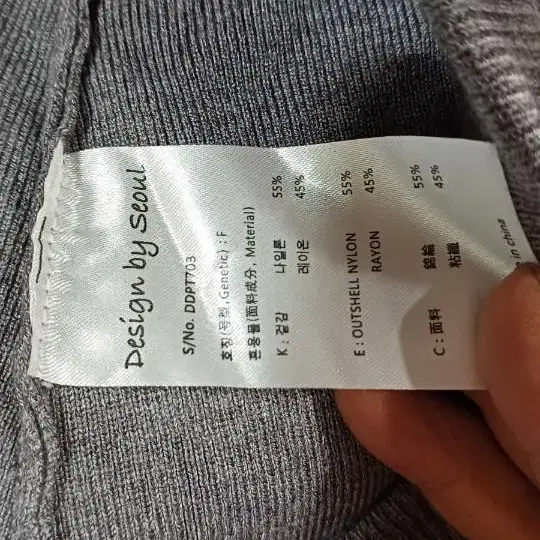 Design by Seoul
S/No. DDPT703
호칭(号型,Genetic) : F
혼용율(面料成分, Material)
K : 겉감 나일론 55%
레이온 45%
E : OUTSHELL NYLON 55%
RAYON 45%
C : 面料 錦綸 55%
粘纖 45%
in china